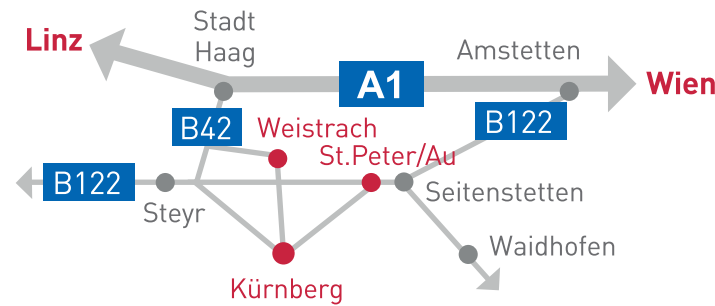 Stadt
Haag
Linz
Amstetten
A1
Wien
B42
Weistrach
B122
St.Peter/Au
B122
Seitenstetten
Steyr
Waidhofen
Kürnberg